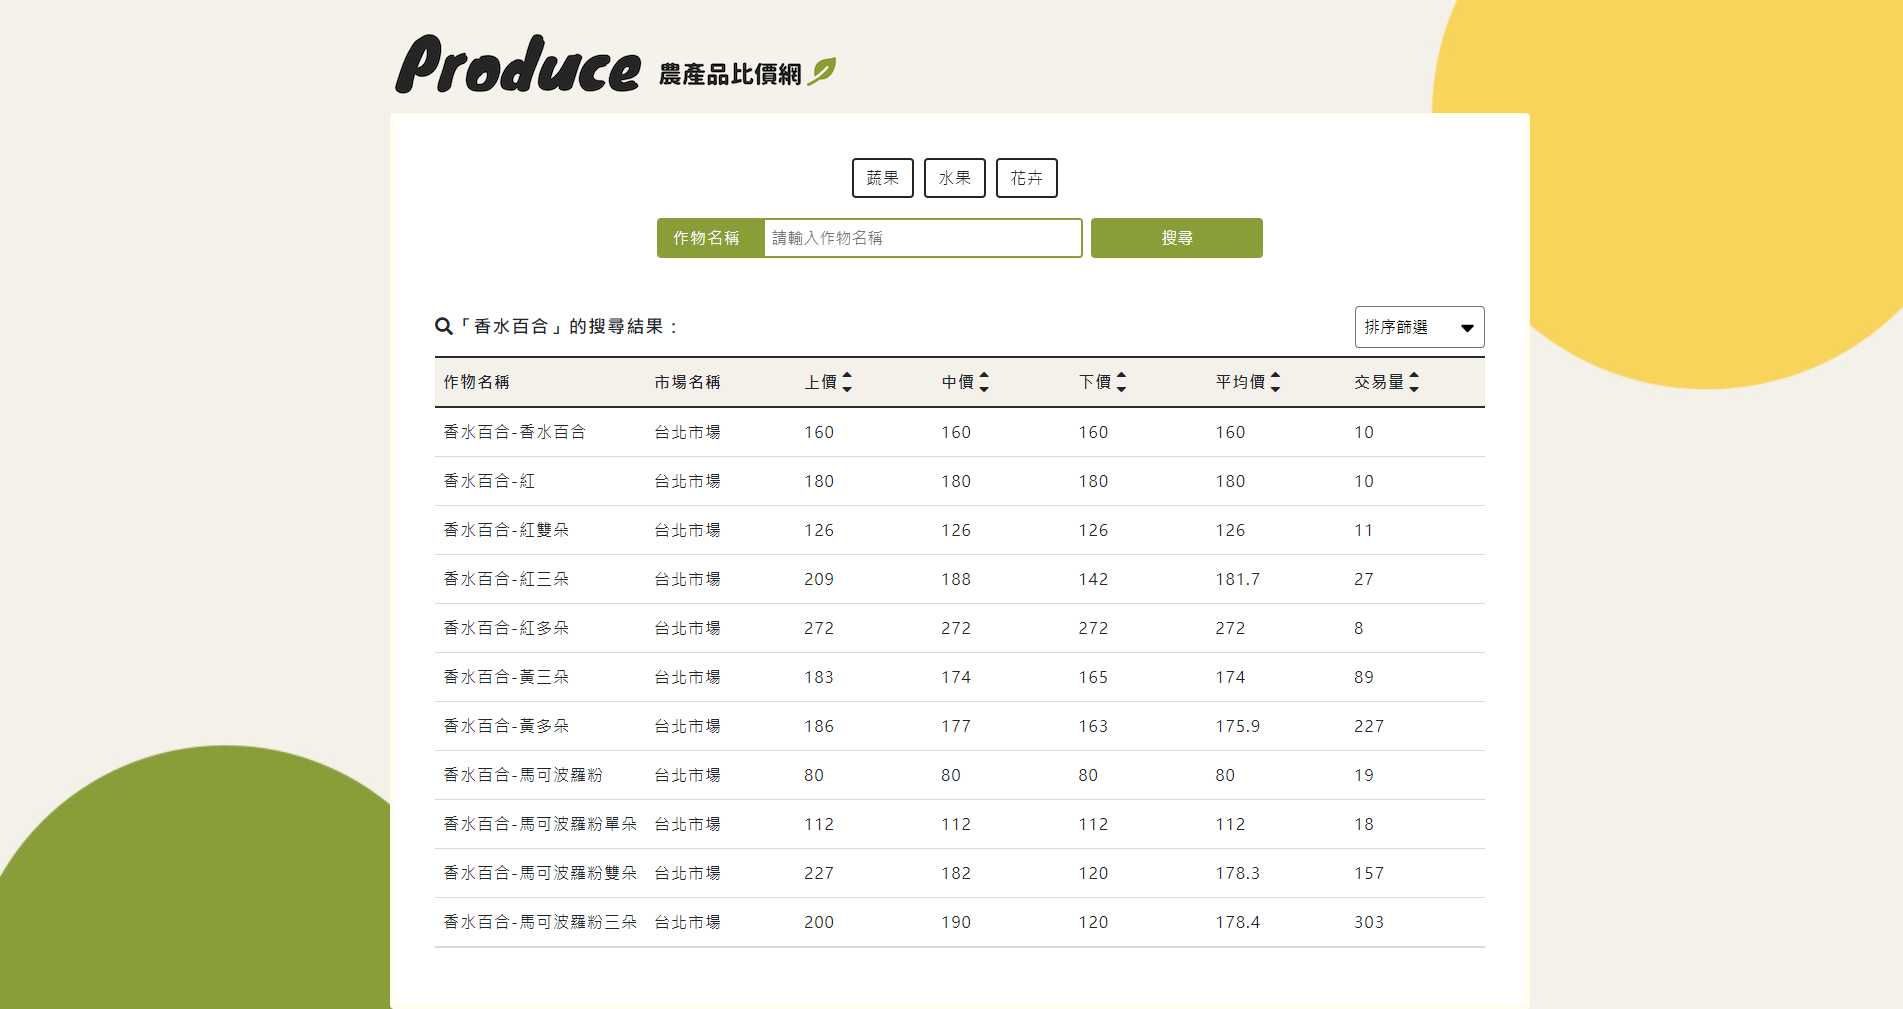 Produce 農產品比價網
蔬果 水果 花卉
作物名稱 請輸入作物名稱 搜尋
「香水百合」的搜尋結果： 排序篩選
作物名稱 市場名稱 上價 中價 下價 平均價 交易量
香水百合-香水百合 台北市場 160 160 160 160 10
香水百合-紅 台北市場 180 180 180 180 10
香水百合-紅雙朵 台北市場 126 126 126 126 11
香水百合-紅三朵 台北市場 209 188 142 181.7 27
香水百合-紅多朵 台北市場 272 272 272 272 8
香水百合-黃三朵 台北市場 183 174 165 174 89
香水百合-黃多朵 台北市場 186 177 163 175.9 227
香水百合-馬可波羅粉 台北市場 80 80 80 80 19
香水百合-馬可波羅粉單朵 台北市場 112 112 112 112 18
香水百合-馬可波羅粉雙朵 台北市場 227 182 120 178.3 157
香水百合-馬可波羅粉三朵 台北市場 200 190 120 178.4 303